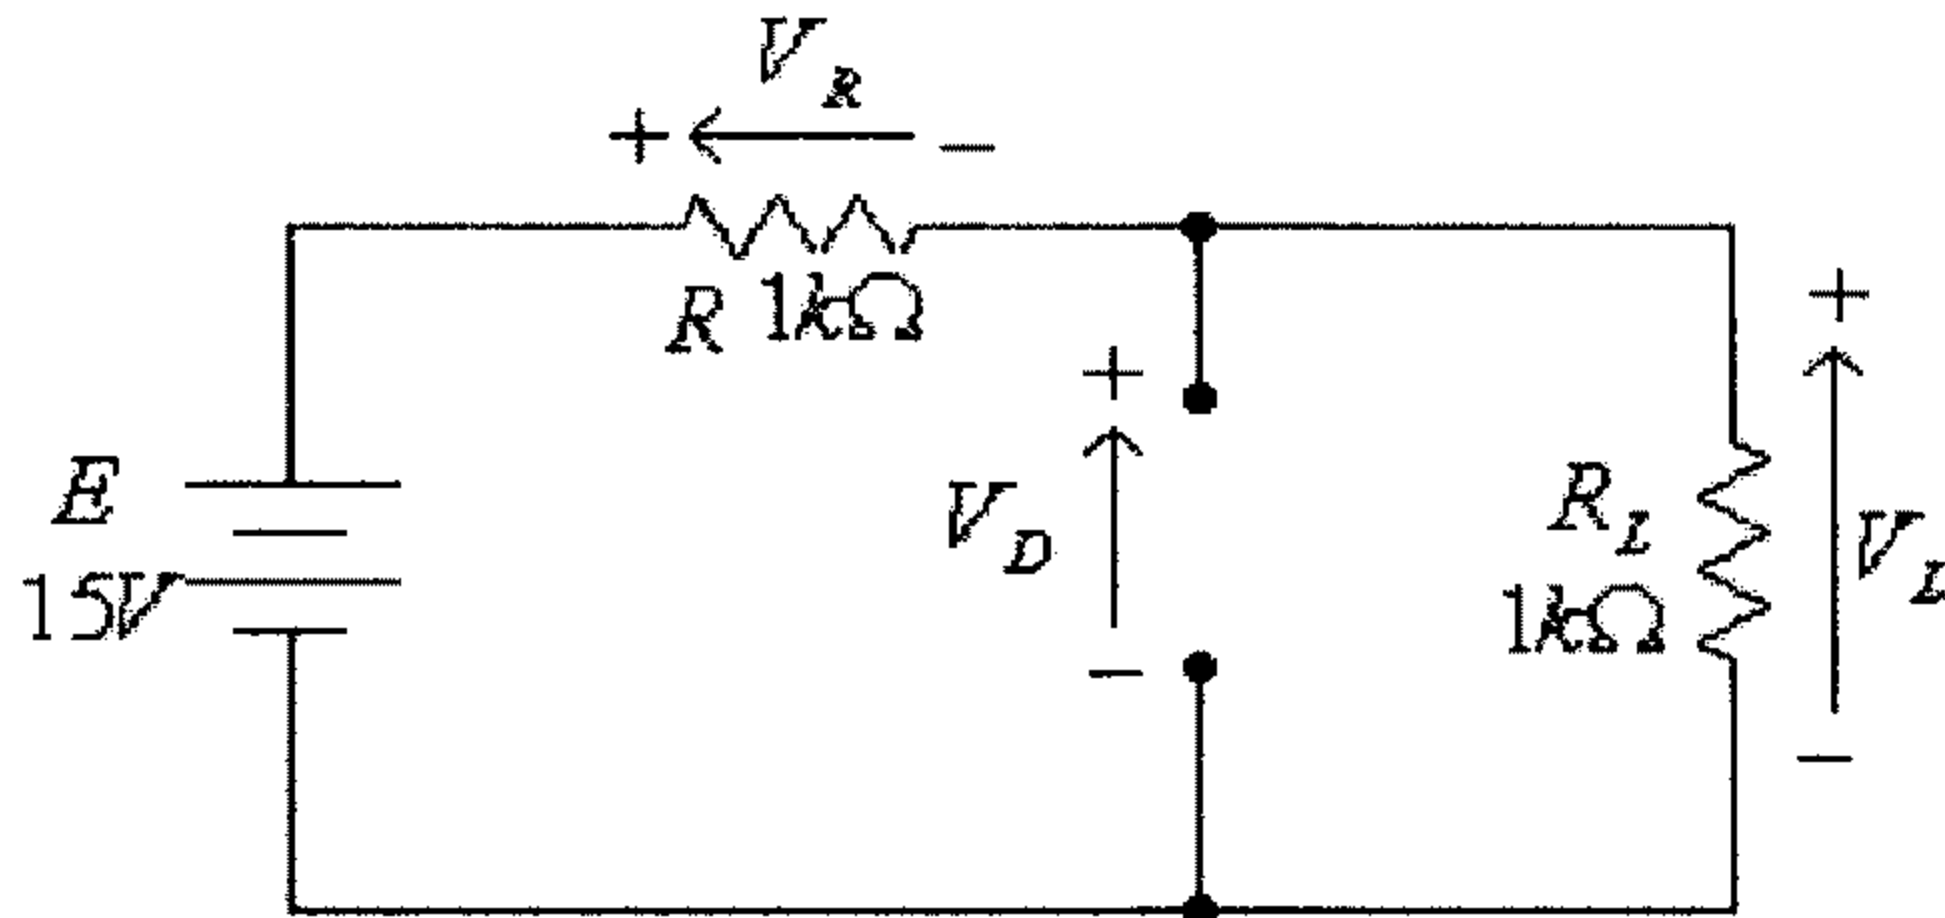 V_R
+ −
R 1kΩ
+
−
V_D
E
15V
R_L
1kΩ
+
−
V_L